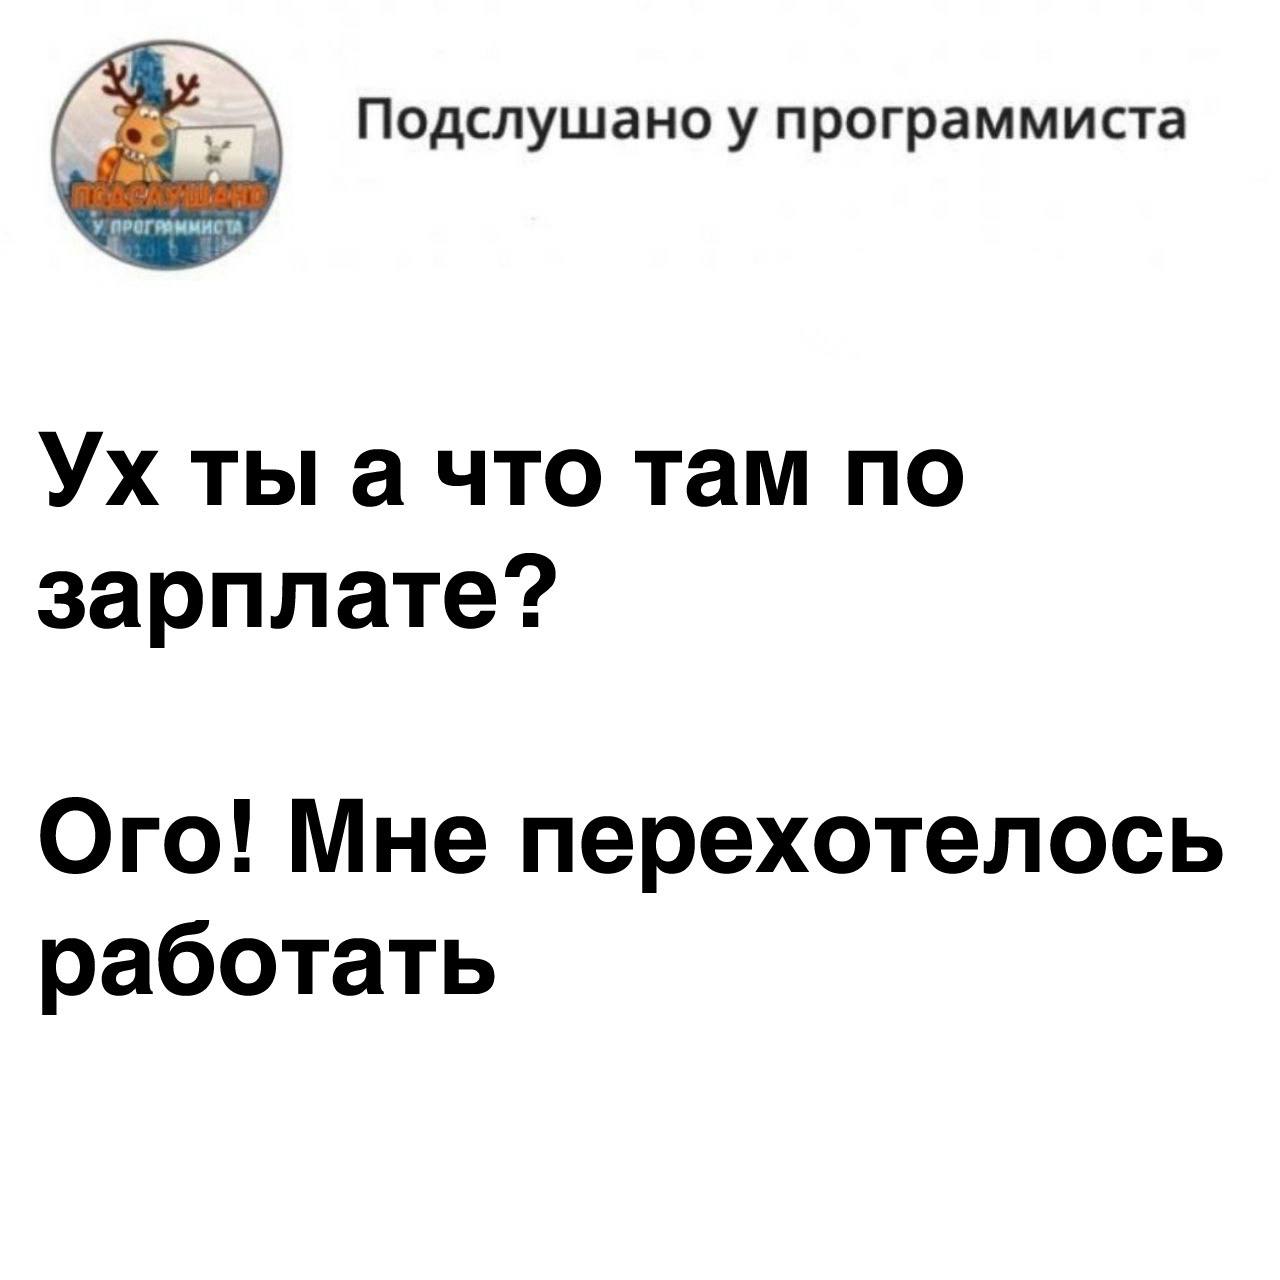 Подслушано у программиста
ПОДСЛУШАНО
У ПРОГРАММИСТА
Ух ты а что там по
зарплате?
Ого! Мне перехотелось
работать